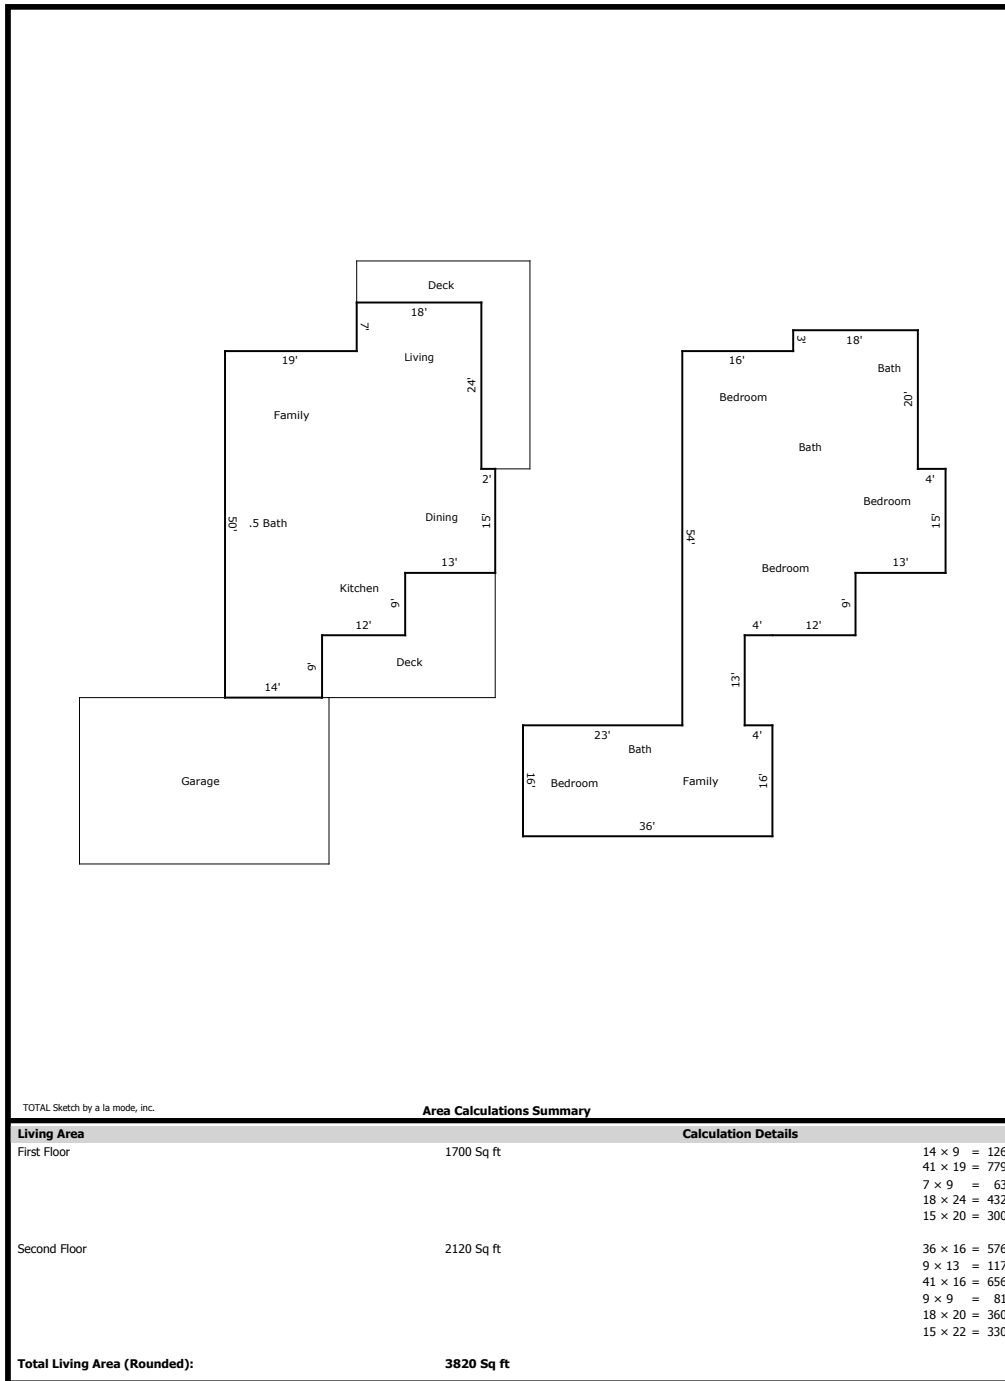 Deck
18'
7'
Living
19'
24'
Family
2'
.5 Bath
50'
Dining
15'
13'
Kitchen
9'
12'
Deck
9'
14'
Garage
3'
18'
16'
Bath
Bedroom
20'
Bath
4'
Bedroom
15'
54'
Bedroom
13'
9'
4'
12'
13'
23'
4'
Bath
16'
Bedroom
Family
16'
36'
TOTAL Sketch by a la mode, inc.
Area Calculations Summary
Living Area
Calculation Details
First Floor
1700 Sq ft
14 × 9 = 126
41 × 19 = 779
7 × 9 = 63
18 × 24 = 432
15 × 20 = 300
Second Floor
2120 Sq ft
36 × 16 = 576
9 × 13 = 117
41 × 16 = 656
9 × 9 = 81
18 × 20 = 360
15 × 22 = 330
Total Living Area (Rounded):
3820 Sq ft